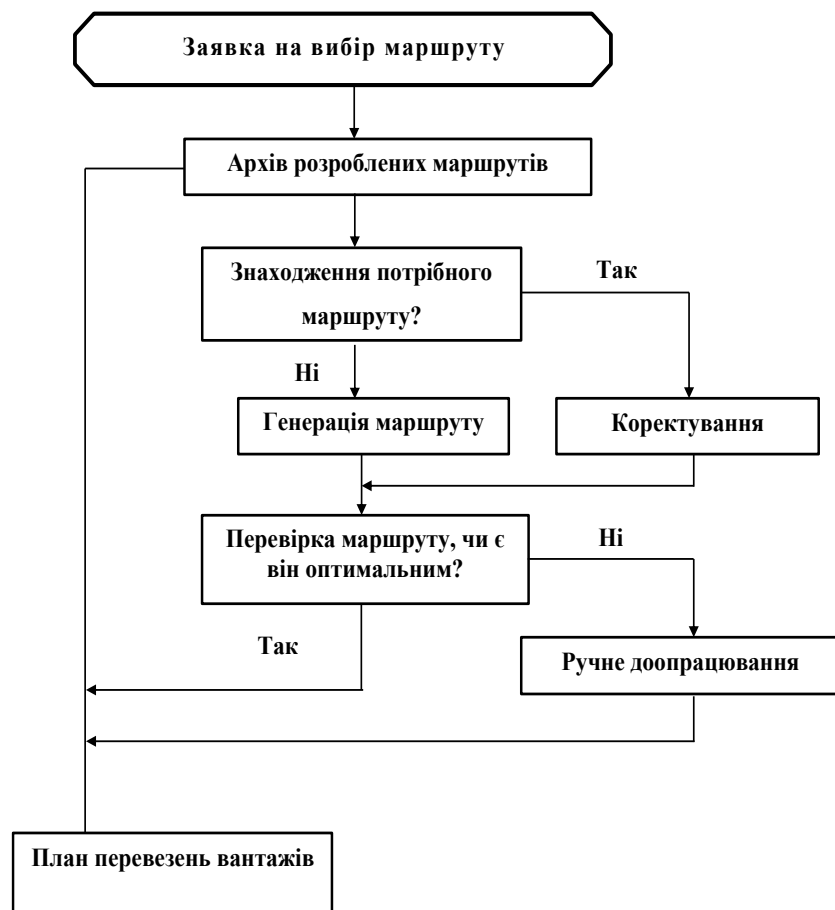 Заявка на вибір маршруту
Архів розроблених маршрутів
Знаходження потрібного
маршруту?
Так
Ні
Генерація маршруту
Коректування
Перевірка маршруту, чи є
він оптимальним?
Ні
Так
Ручне доопрацювання
План перевезень вантажів